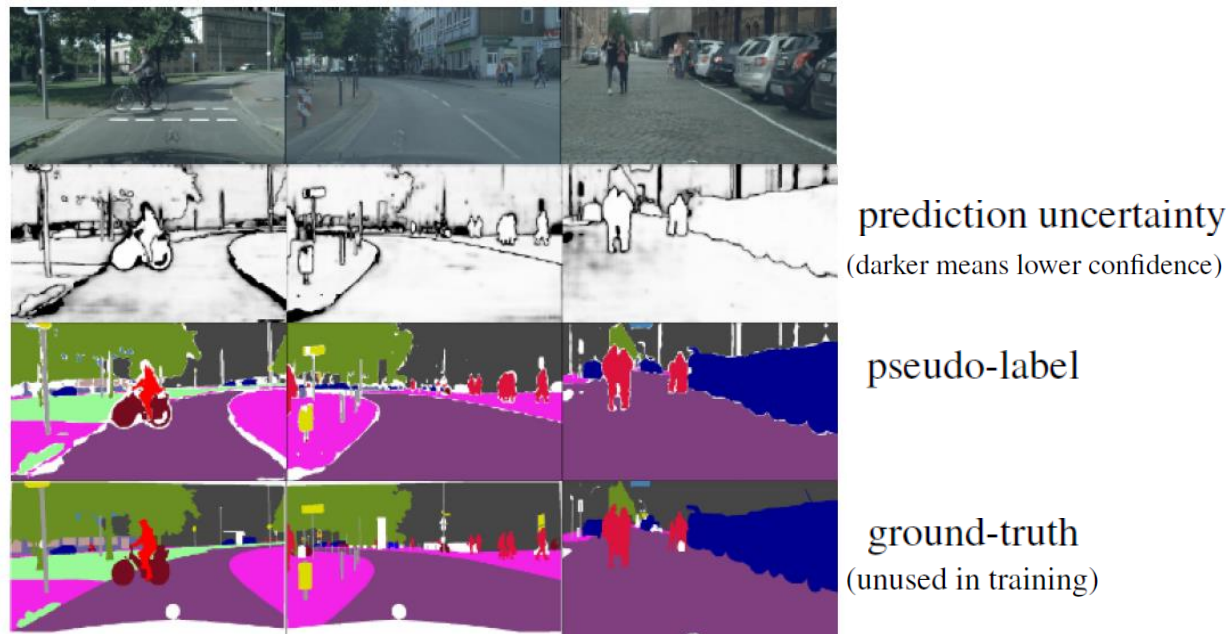 prediction uncertainty
(darker means lower confidence)
pseudo-label
ground-truth
(unused in training)